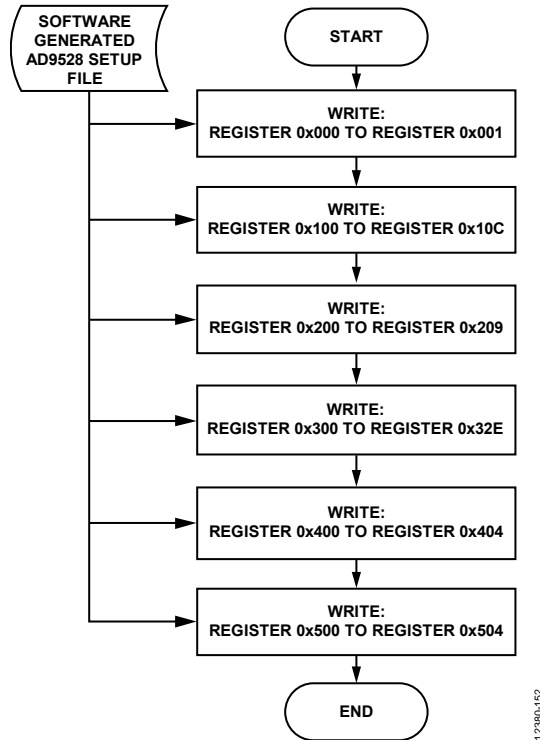 SOFTWARE
GENERATED
AD9528 SETUP
FILE
START
WRITE:
REGISTER 0x000 TO REGISTER 0x001
WRITE:
REGISTER 0x100 TO REGISTER 0x10C
WRITE:
REGISTER 0x200 TO REGISTER 0x209
WRITE:
REGISTER 0x300 TO REGISTER 0x32E
WRITE:
REGISTER 0x400 TO REGISTER 0x404
WRITE:
REGISTER 0x500 TO REGISTER 0x504
END
12380-152